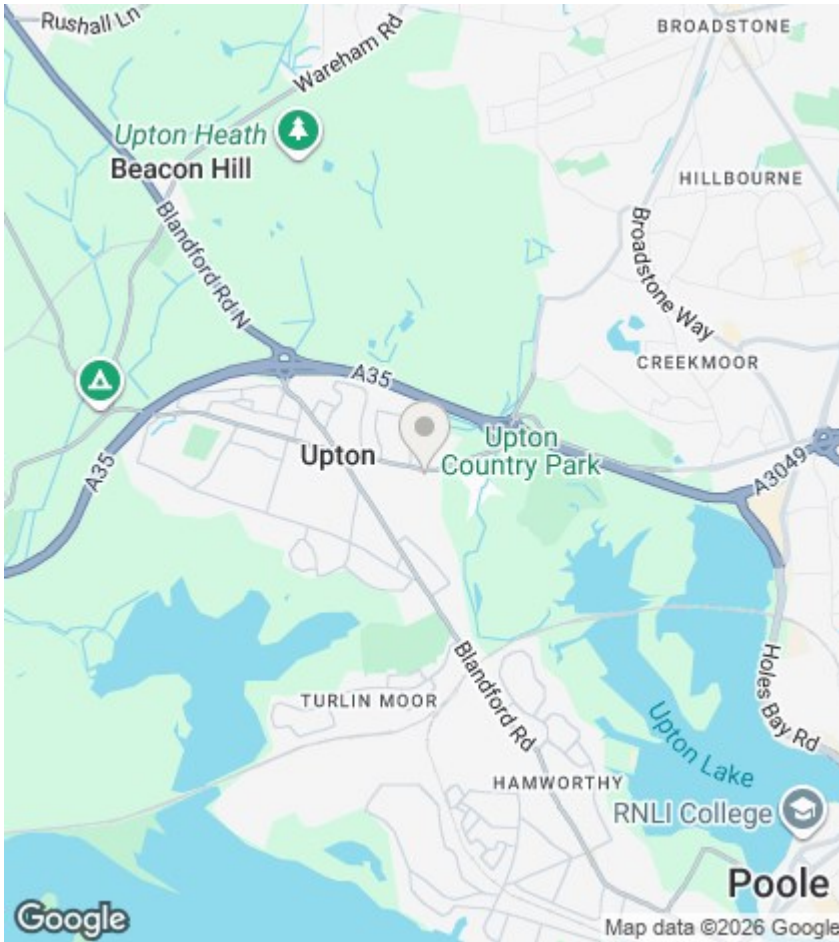 Rushall Ln
Wareham Rd
BROADSTONE
Upton Heath
Beacon Hill
HILLBOURNE
Blandford Rd N
Broadstone Way
CREEKMOOR
A35
Upton
Upton
Country Park
A35
A3049
Blandford Rd
Holes Bay Rd
TURLIN MOOR
Upton Lake
HAMWORTHY
RNLI College
Poole
Google
Map data ©2026 Google